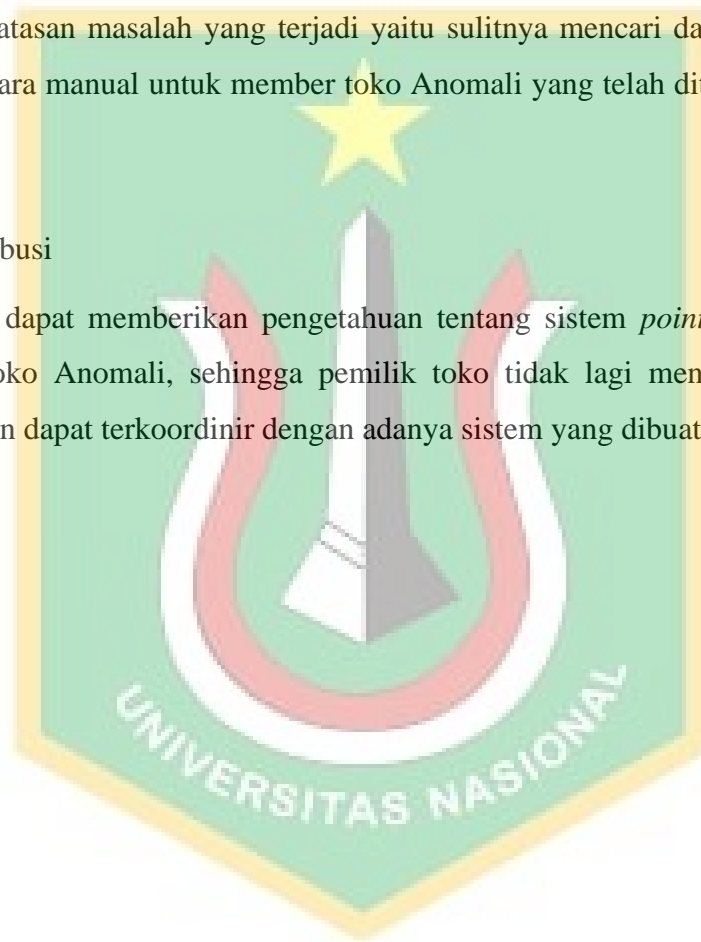 atasan masalah yang terjadi yaitu sulitnya mencari da
ara manual untuk member toko Anomali yang telah dit
busi
dapat memberikan pengetahuan tentang sistem poin
oko Anomali, sehingga pemilik toko tidak lagi men
n dapat terkoordinir dengan adanya sistem yang dibuat
UNIVERSITAS NASIONAL